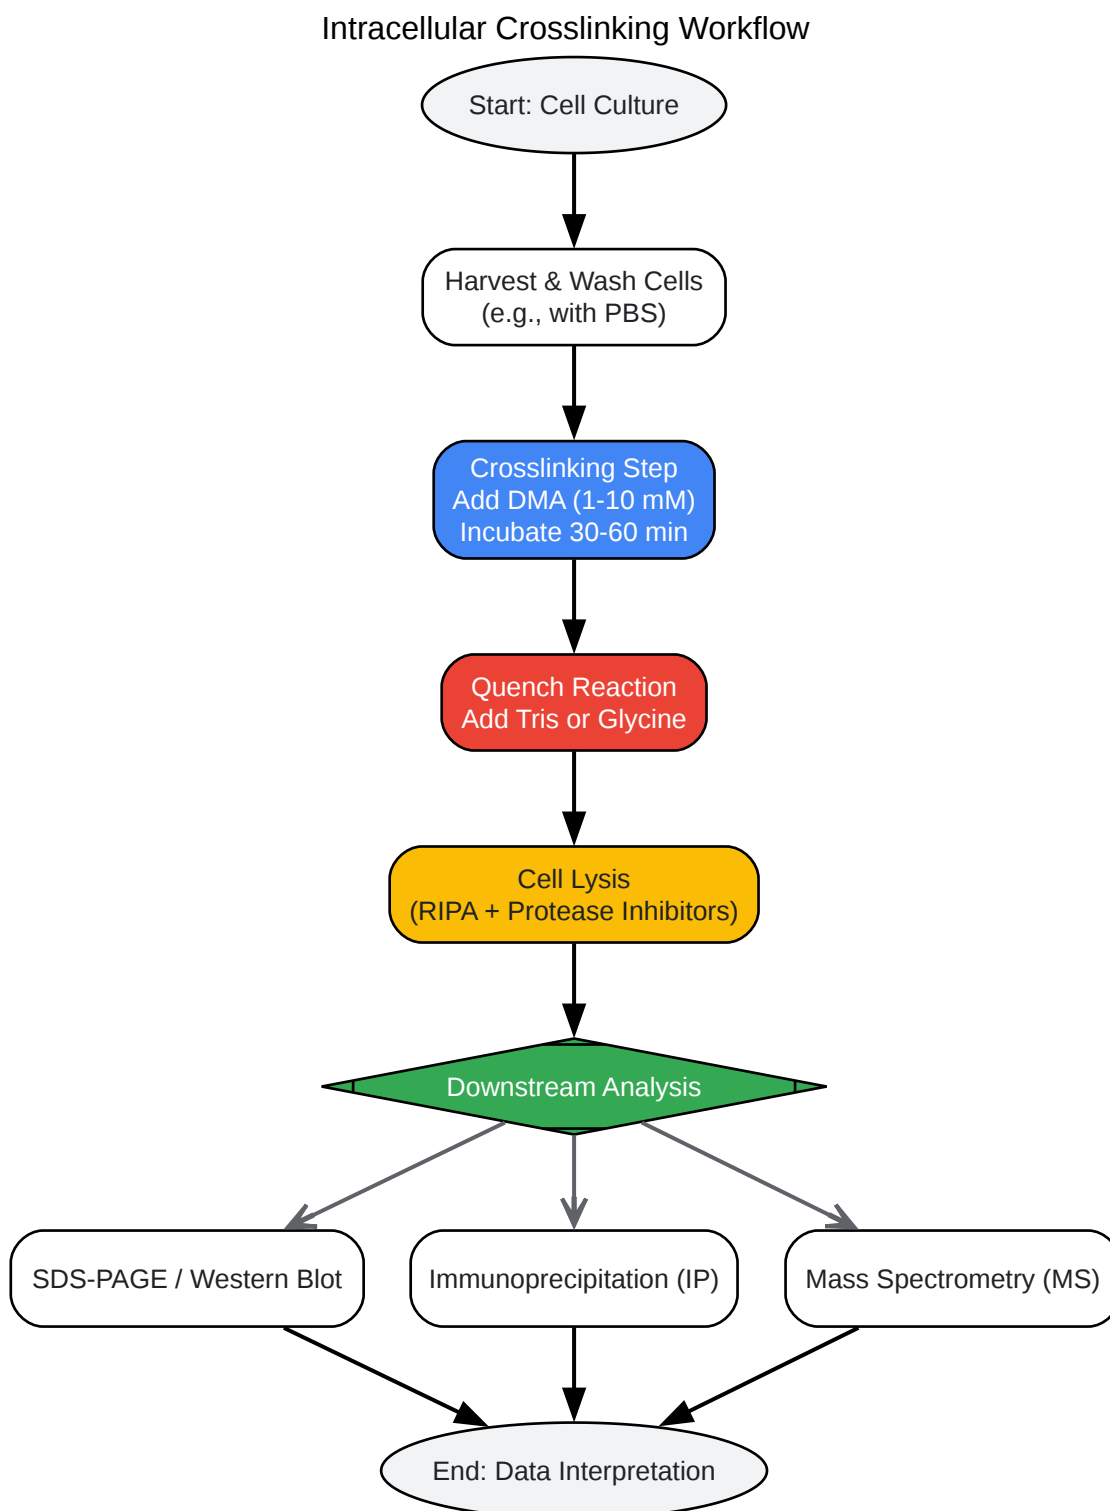 Intracellular Crosslinking Workflow
Start: Cell Culture
Harvest & Wash Cells
(e.g., with PBS)
Crosslinking Step
Add DMA (1-10 mM)
Incubate 30-60 min
Quench Reaction
Add Tris or Glycine
Cell Lysis
(RIPA + Protease Inhibitors)
Downstream Analysis
SDS-PAGE / Western Blot
Immunoprecipitation (IP)
Mass Spectrometry (MS)
End: Data Interpretation